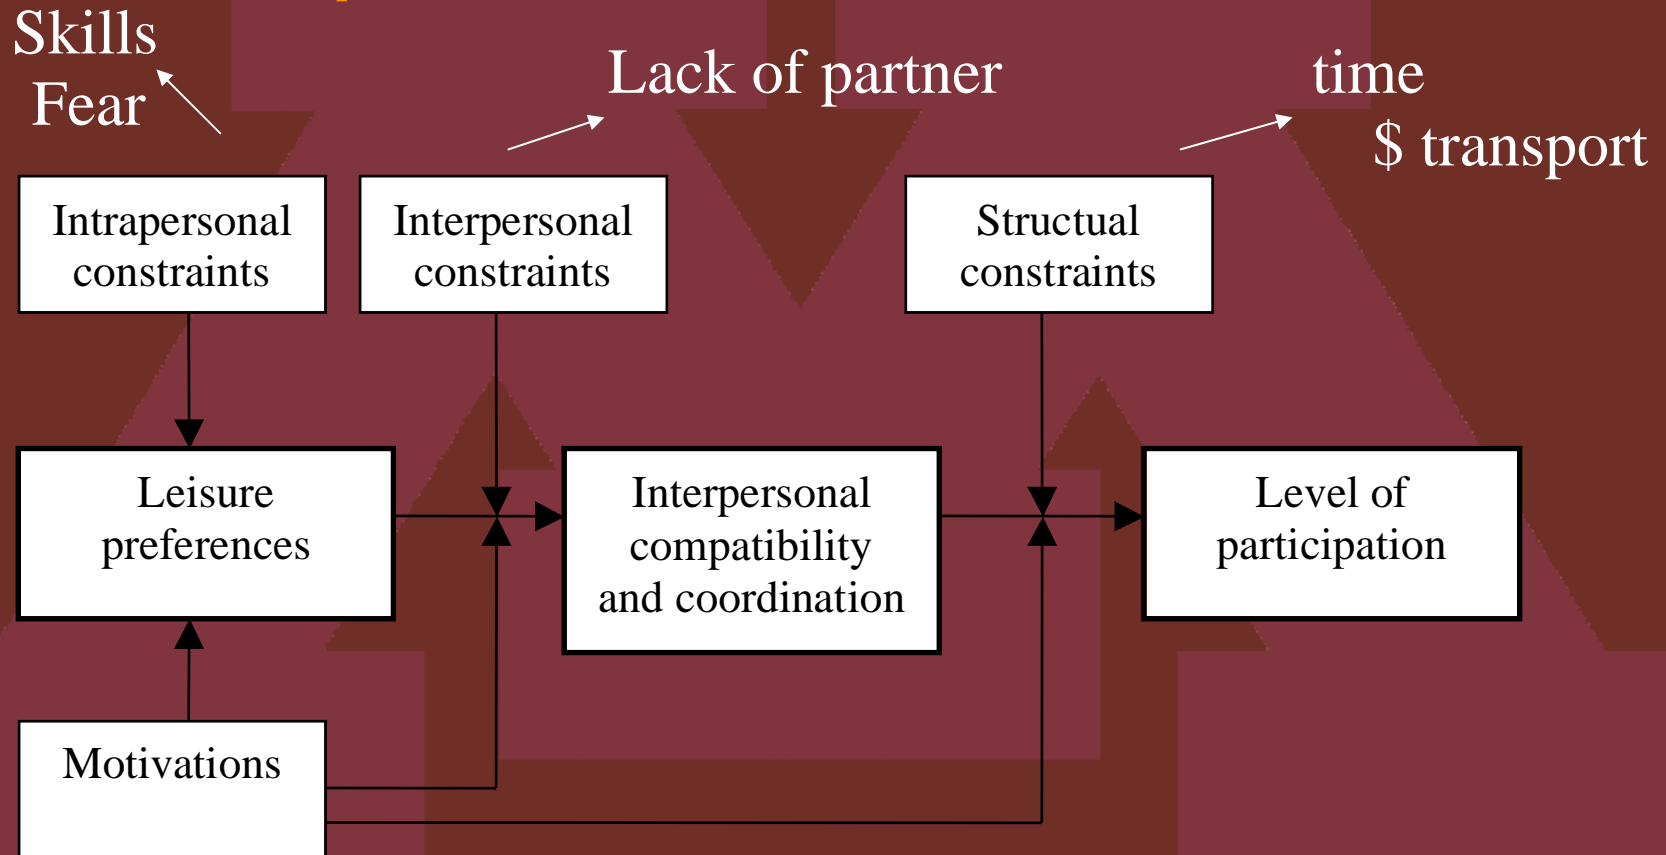 Skills
Fear
Lack of partner
time
$ transport
Intrapersonal
constraints
Interpersonal
constraints
Structual
constraints
Leisure
preferences
Interpersonal
compatibility
and coordination
Level of
participation
Motivations